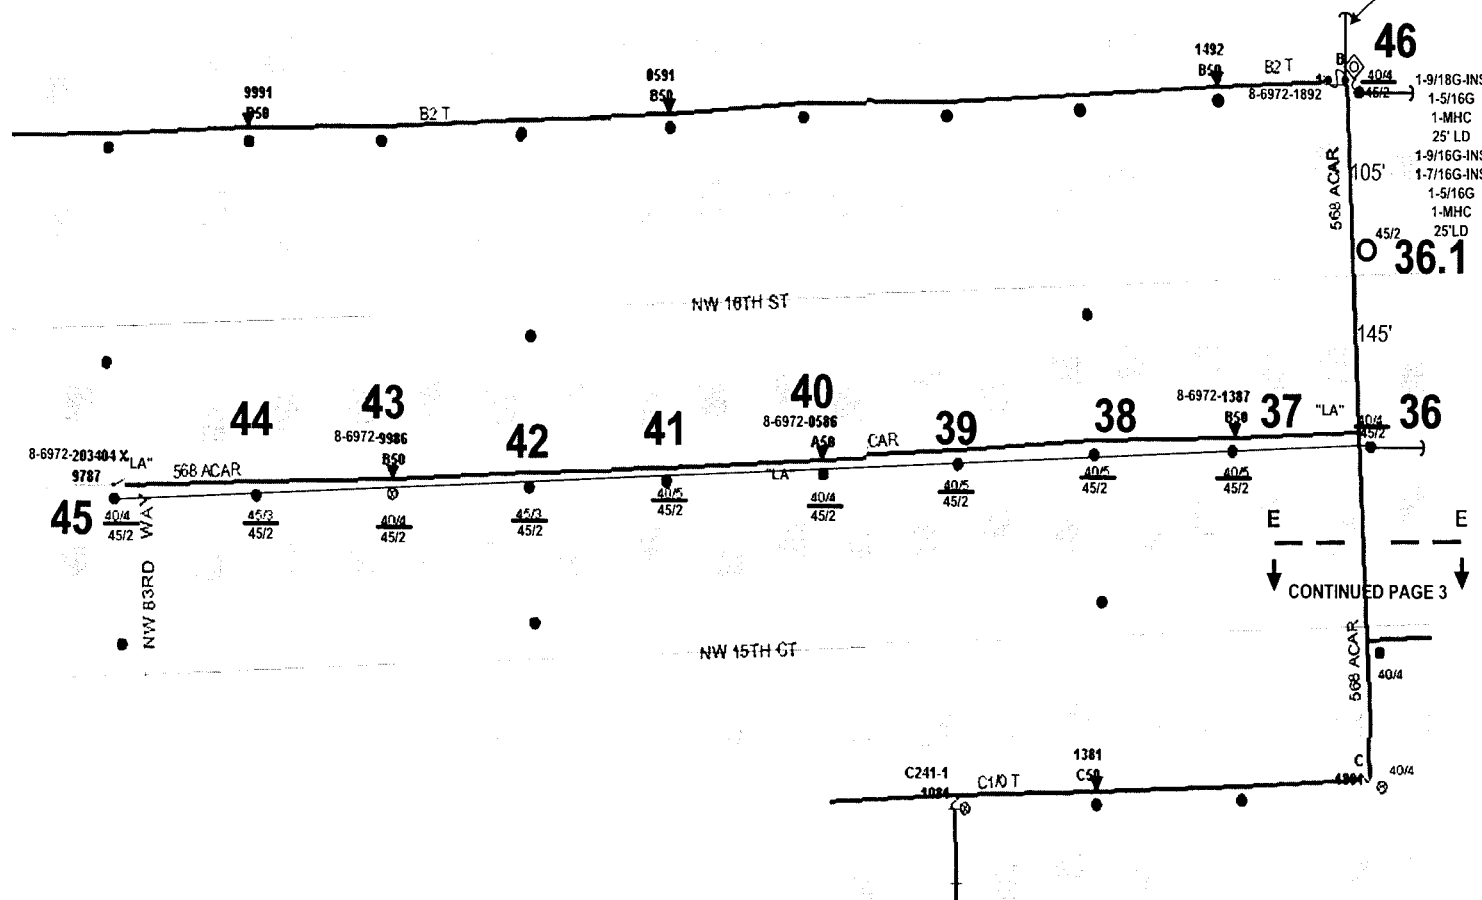 46
1492
B50
B2 T
B
40/4
45/2
1-9/18G-INS
1-5/16G
1-MHC
25' LD
1-9/16G-INS
1-7/16G-INS
1-5/16G
1-MHC
25'LD
8-6972-1892
0591
B50
9991
B50
B2 T
568 ACAR
105'
45/2
36.1
NW 16TH ST
145'
43
40
8-6972-0586
A50
8-6972-1387
B50
37
"LA"
36
40/4
45/2
44
8-6972-9986
B50
42
41
CAR
39
38
8-6972-203404 X
9787
"LA"
568 ACAR
"LA
45
40/4
45/2
45/3
45/2
40/4
45/2
45/3
45/2
40/5
45/2
40/4
45/2
40/5
45/2
40/5
45/2
40/5
45/2
NW 83RD WAY
E
E
CONTINUED PAGE 3
NW 15TH CT
568 ACAR
40/4
1381
C50
C241-1
1084
C1/0 T
C
40/4